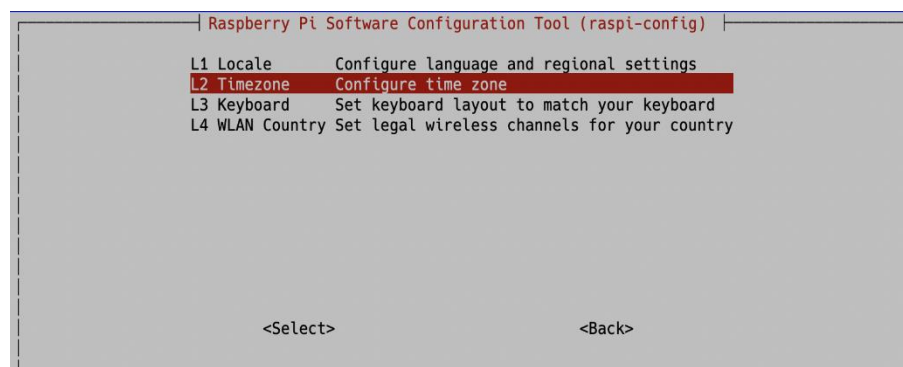 Raspberry Pi Software Configuration Tool (raspi-config)
L1 Locale Configure language and regional settings
L2 Timezone Configure time zone
L3 Keyboard Set keyboard layout to match your keyboard
L4 WLAN Country Set legal wireless channels for your country
<Select> <Back>